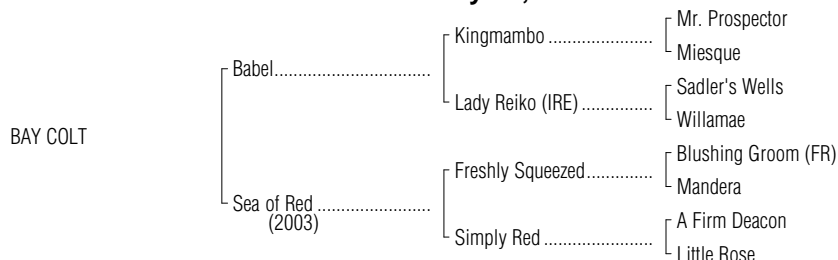 Mr. Prospector
Kingmambo
Miesque
Babel
Sadler's Wells
Lady Reiko (IRE)
Willamae
BAY COLT
Blushing Groom (FR)
Freshly Squeezed
Mandera
Sea of Red
(2003)
A Firm Deacon
Simply Red
Little Rose